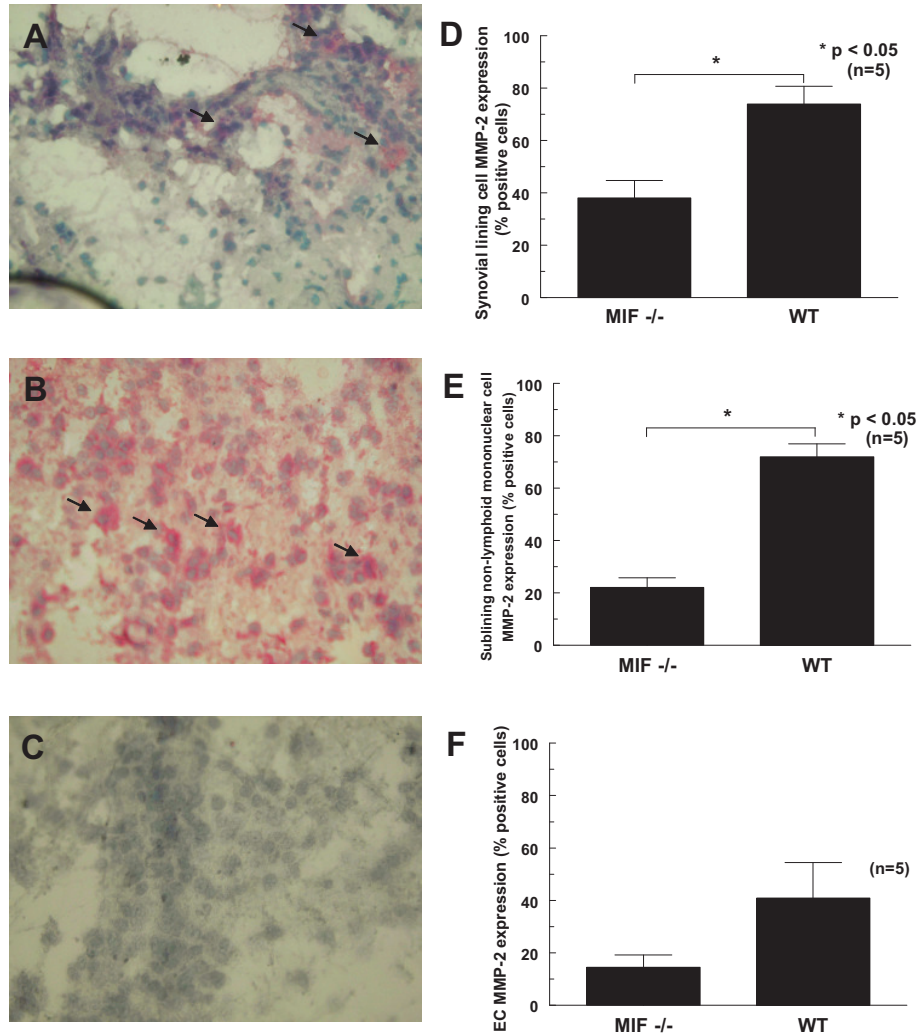 A
B
C
D
Synovial lining cell MMP-2 expression
(% positive cells)
100
80
60
40
20
0
*
* p < 0.05
(n=5)
MIF -/-
WT
E
Sublining non-lymphoid mononuclear cell
MMP-2 expression (% positive cells)
100
80
60
40
20
0
*
* p < 0.05
(n=5)
MIF -/-
WT
F
EC MMP-2 expression (% positive cells)
100
80
60
40
20
0
(n=5)
MIF -/-
WT